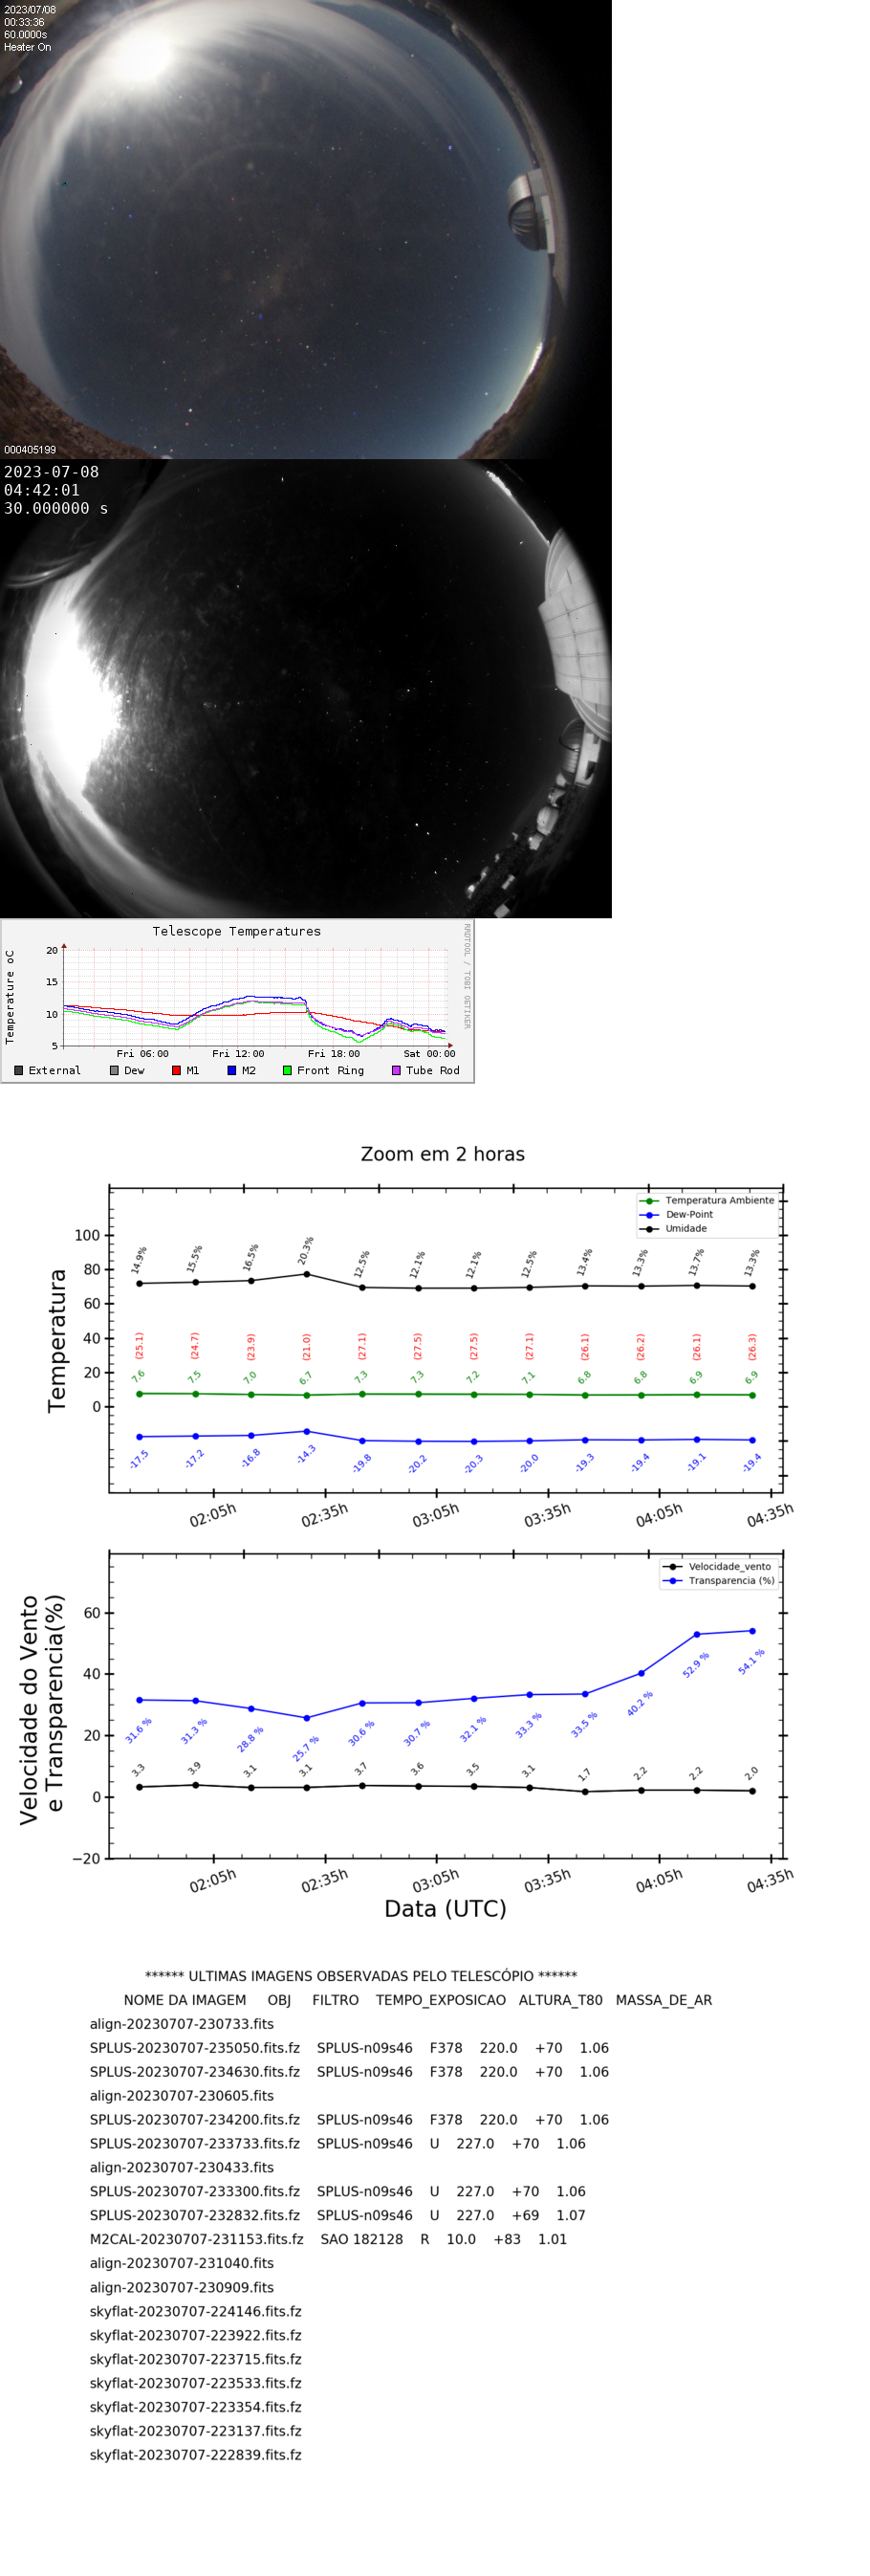 2023/07/08
00:33:36
60.0000s
Heater On
000405199
2023-07-08
04:42:01
30.000000 s
Telescope Temperatures
RRDTOOL / TOBI OETIKER
Temperature oC
20
15
10
5
Fri 06:00 Fri 12:00 Fri 18:00 Sat 00:00
External Dew M1 M2 Front Ring Tube Rod
Zoom em 2 horas
Temperatura Ambiente
Dew-Point
Umidade
Temperatura
100
80
60
40
20
0
14.9% 15.5% 16.5% 20.3% 12.5% 12.1% 12.1% 12.5% 13.4% 13.3% 13.7% 13.3%
(25.1) (24.7) (23.9) (21.0) (27.1) (27.5) (27.5) (27.1) (26.1) (26.2) (26.1) (26.3)
7.6 7.5 7.0 6.7 7.3 7.3 7.2 7.1 6.8 6.8 6.9 6.9
-17.5 -17.2 -16.8 -14.3 -19.8 -20.2 -20.3 -20.0 -19.3 -19.4 -19.1 -19.4
02:05h 02:35h 03:05h 03:35h 04:05h 04:35h
Velocidade_vento
Transparencia (%)
Velocidade do Vento
e Transparencia(%)
60
40
20
0
−20
31.6 % 31.3 % 28.8 % 25.7 % 30.6 % 30.7 % 32.1 % 33.3 % 33.5 % 40.2 % 52.9 % 54.1 %
3.3 3.9 3.1 3.1 3.7 3.6 3.5 3.1 1.7 2.2 2.2 2.0
02:05h 02:35h 03:05h 03:35h 04:05h 04:35h
Data (UTC)
****** ULTIMAS IMAGENS OBSERVADAS PELO TELESCÓPIO ******
NOME DA IMAGEM OBJ FILTRO TEMPO_EXPOSICAO ALTURA_T80 MASSA_DE_AR
align-20230707-230733.fits
SPLUS-20230707-235050.fits.fz SPLUS-n09s46 F378 220.0 +70 1.06
SPLUS-20230707-234630.fits.fz SPLUS-n09s46 F378 220.0 +70 1.06
align-20230707-230605.fits
SPLUS-20230707-234200.fits.fz SPLUS-n09s46 F378 220.0 +70 1.06
SPLUS-20230707-233733.fits.fz SPLUS-n09s46 U 227.0 +70 1.06
align-20230707-230433.fits
SPLUS-20230707-233300.fits.fz SPLUS-n09s46 U 227.0 +70 1.06
SPLUS-20230707-232832.fits.fz SPLUS-n09s46 U 227.0 +69 1.07
M2CAL-20230707-231153.fits.fz SAO 182128 R 10.0 +83 1.01
align-20230707-231040.fits
align-20230707-230909.fits
skyflat-20230707-224146.fits.fz
skyflat-20230707-223922.fits.fz
skyflat-20230707-223715.fits.fz
skyflat-20230707-223533.fits.fz
skyflat-20230707-223354.fits.fz
skyflat-20230707-223137.fits.fz
skyflat-20230707-222839.fits.fz